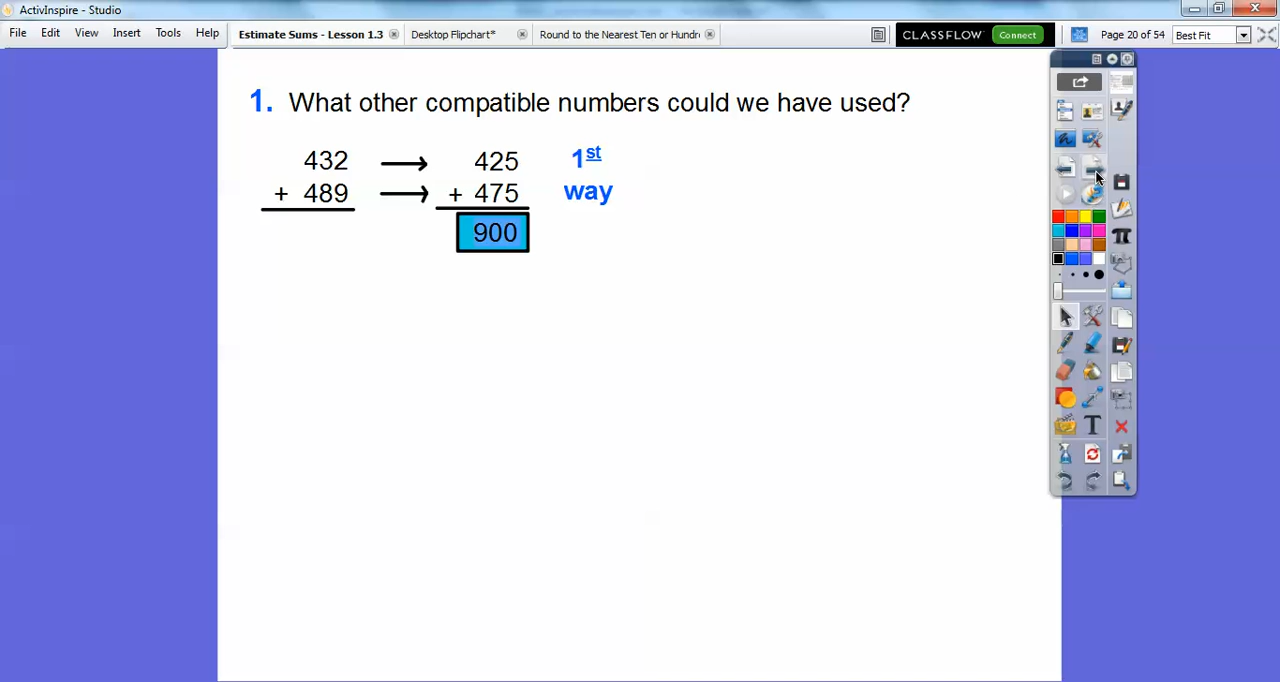 ActivInspire - Studio
File Edit View Insert Tools Help
Estimate Sums - Lesson 1.3
Desktop Flipchart*
Round to the Nearest Ten or Hundr
CLASSFLOW
Connect
Page 20 of 54
Best Fit
1. What other compatible numbers could we have used?
432 → 425 1st
+ 489 → + 475 way
900
T